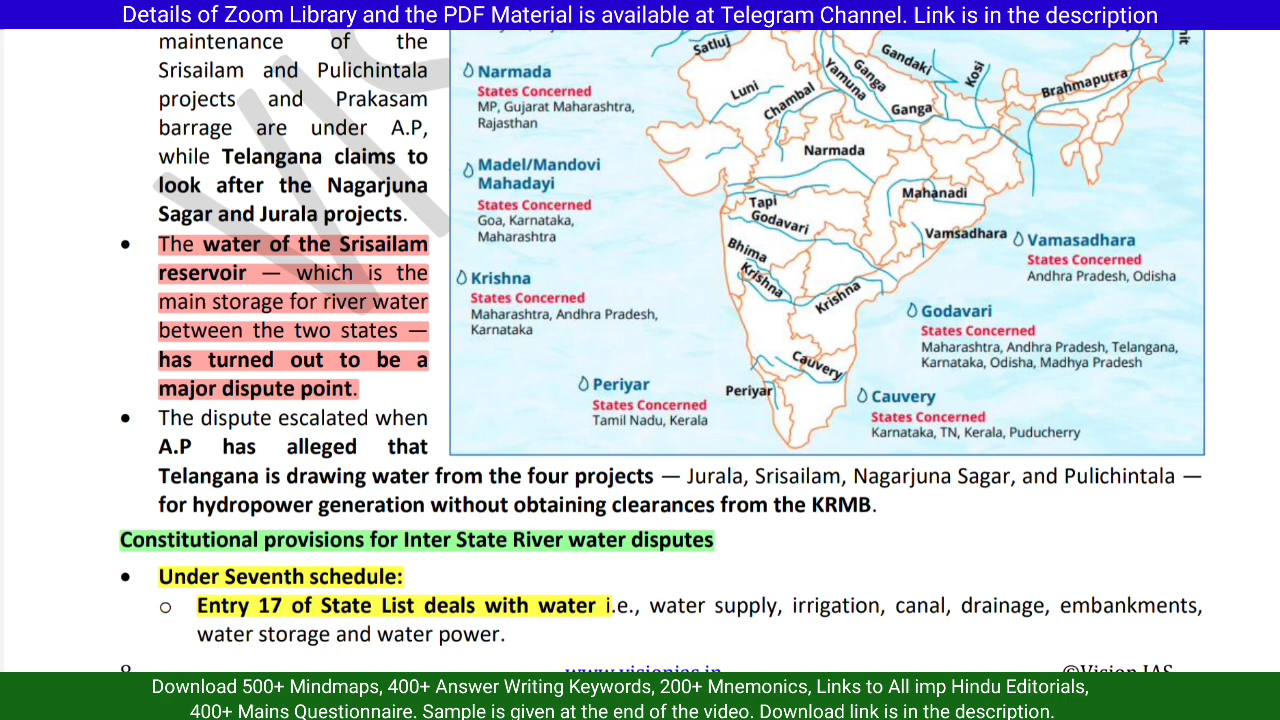 Details of Zoom Library and the PDF Material is available at Telegram Channel. Link is in the description
maintenance of the
Srisailam and Pulichintala
projects and Prakasam
barrage are under A.P,
while Telangana claims to
look after the Nagarjuna
Sagar and Jurala projects.
• The water of the Srisailam
reservoir — which is the
main storage for river water
between the two states —
has turned out to be a
major dispute point.
• The dispute escalated when
A.P has alleged that
Telangana is drawing water from the four projects — Jurala, Srisailam, Nagarjuna Sagar, and Pulichintala —
for hydropower generation without obtaining clearances from the KRMB.
Narmada
States Concerned
MP, Gujarat Maharashtra,
Rajasthan
Madel/Mandovi
Mahadayi
States Concerned
Goa, Karnataka,
Maharashtra
Krishna
States Concerned
Maharashtra, Andhra Pradesh,
Karnataka
Periyar
States Concerned
Tamil Nadu, Kerala
Satluj
Luni
Chambal
Yamuna
Ganga
Gandaki
Ganga
Kosi
Brahmaputra
Narmada
Mahanadi
Tapi
Godavari
Vamsadhara
Bhima
Krishna
Krishna
Cauvery
Periyar
Vamasadhara
States Concerned
Andhra Pradesh, Odisha
Godavari
States Concerned
Maharashtra, Andhra Pradesh, Telangana,
Karnataka, Odisha, Madhya Pradesh
Cauvery
States Concerned
Karnataka, TN, Kerala, Puducherry
Constitutional provisions for Inter State River water disputes
• Under Seventh schedule:
o Entry 17 of State List deals with water i.e., water supply, irrigation, canal, drainage, embankments,
water storage and water power.
www.visionias.in
©Vision IAS
Download 500+ Mindmaps, 400+ Answer Writing Keywords, 200+ Mnemonics, Links to All imp Hindu Editorials,
400+ Mains Questionnaire. Sample is given at the end of the video. Download link is in the description.